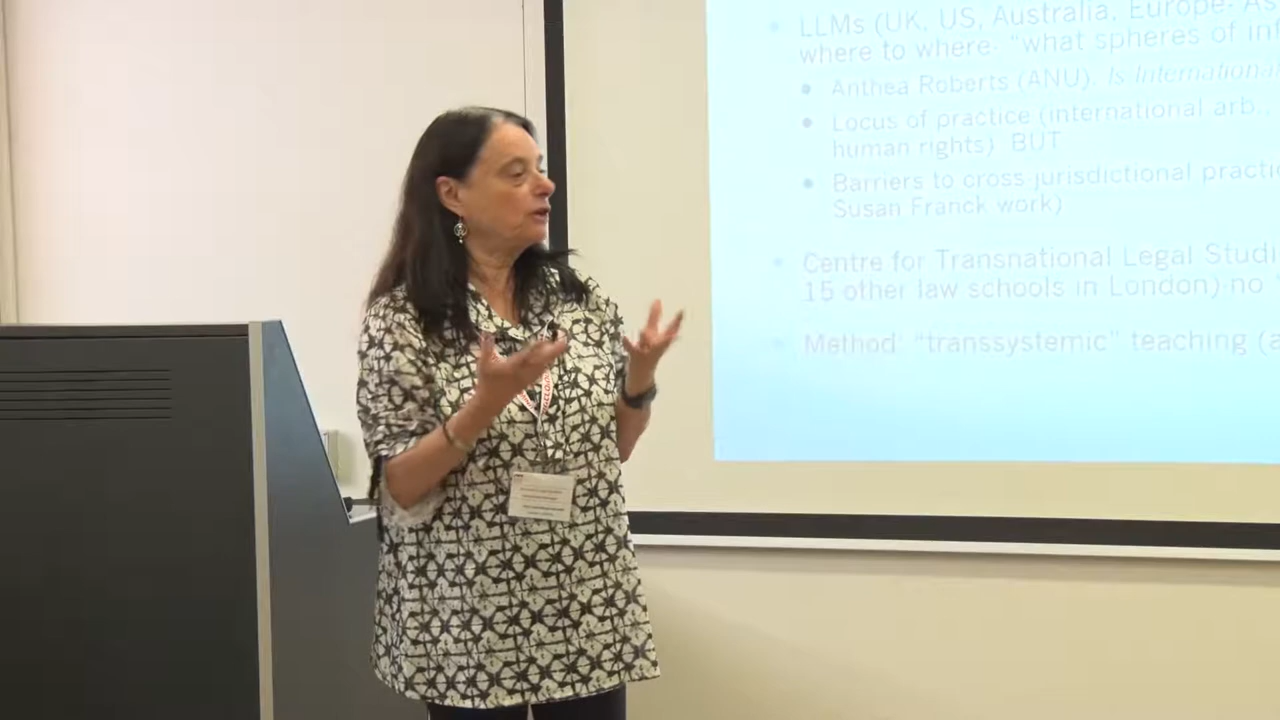 LLMs (UK, US, Australia, Europe. As
where to where- "what spheres of inf
Anthea Roberts (ANU). Is International
Locus of practice (international arb.,
human rights) BUT
Barriers to cross jurisdictional practic
Susan Franck work)
Centre for Transnational Legal Studi
15 other law schools in London) no
Method: "transsystemic" teaching (a